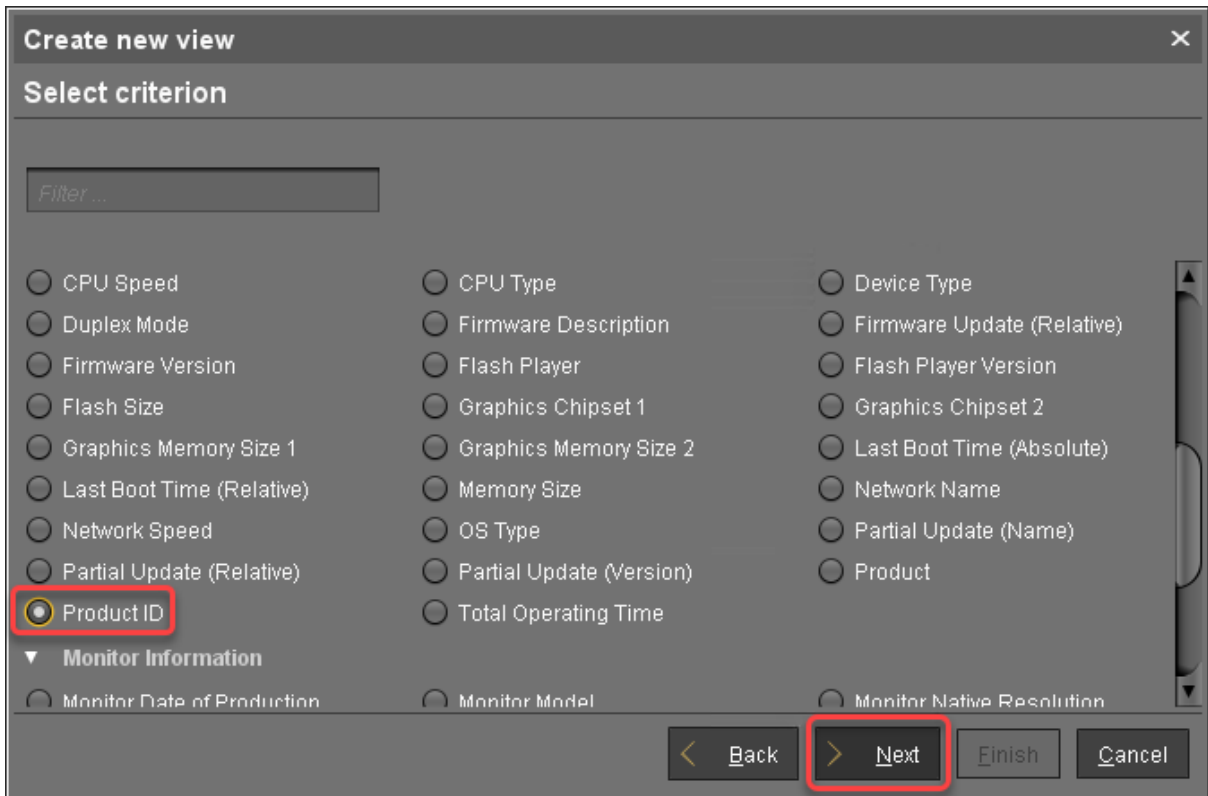 Create new view
Select criterion
Filter ...
CPU Speed CPU Type Device Type
Duplex Mode Firmware Description Firmware Update (Relative)
Firmware Version Flash Player Flash Player Version
Flash Size Graphics Chipset 1 Graphics Chipset 2
Graphics Memory Size 1 Graphics Memory Size 2 Last Boot Time (Absolute)
Last Boot Time (Relative) Memory Size Network Name
Network Speed OS Type Partial Update (Name)
Partial Update (Relative) Partial Update (Version) Product
Product ID Total Operating Time
Monitor Information
Monitor Date of Production Monitor Model Monitor Native Resolution
Back Next Finish Cancel